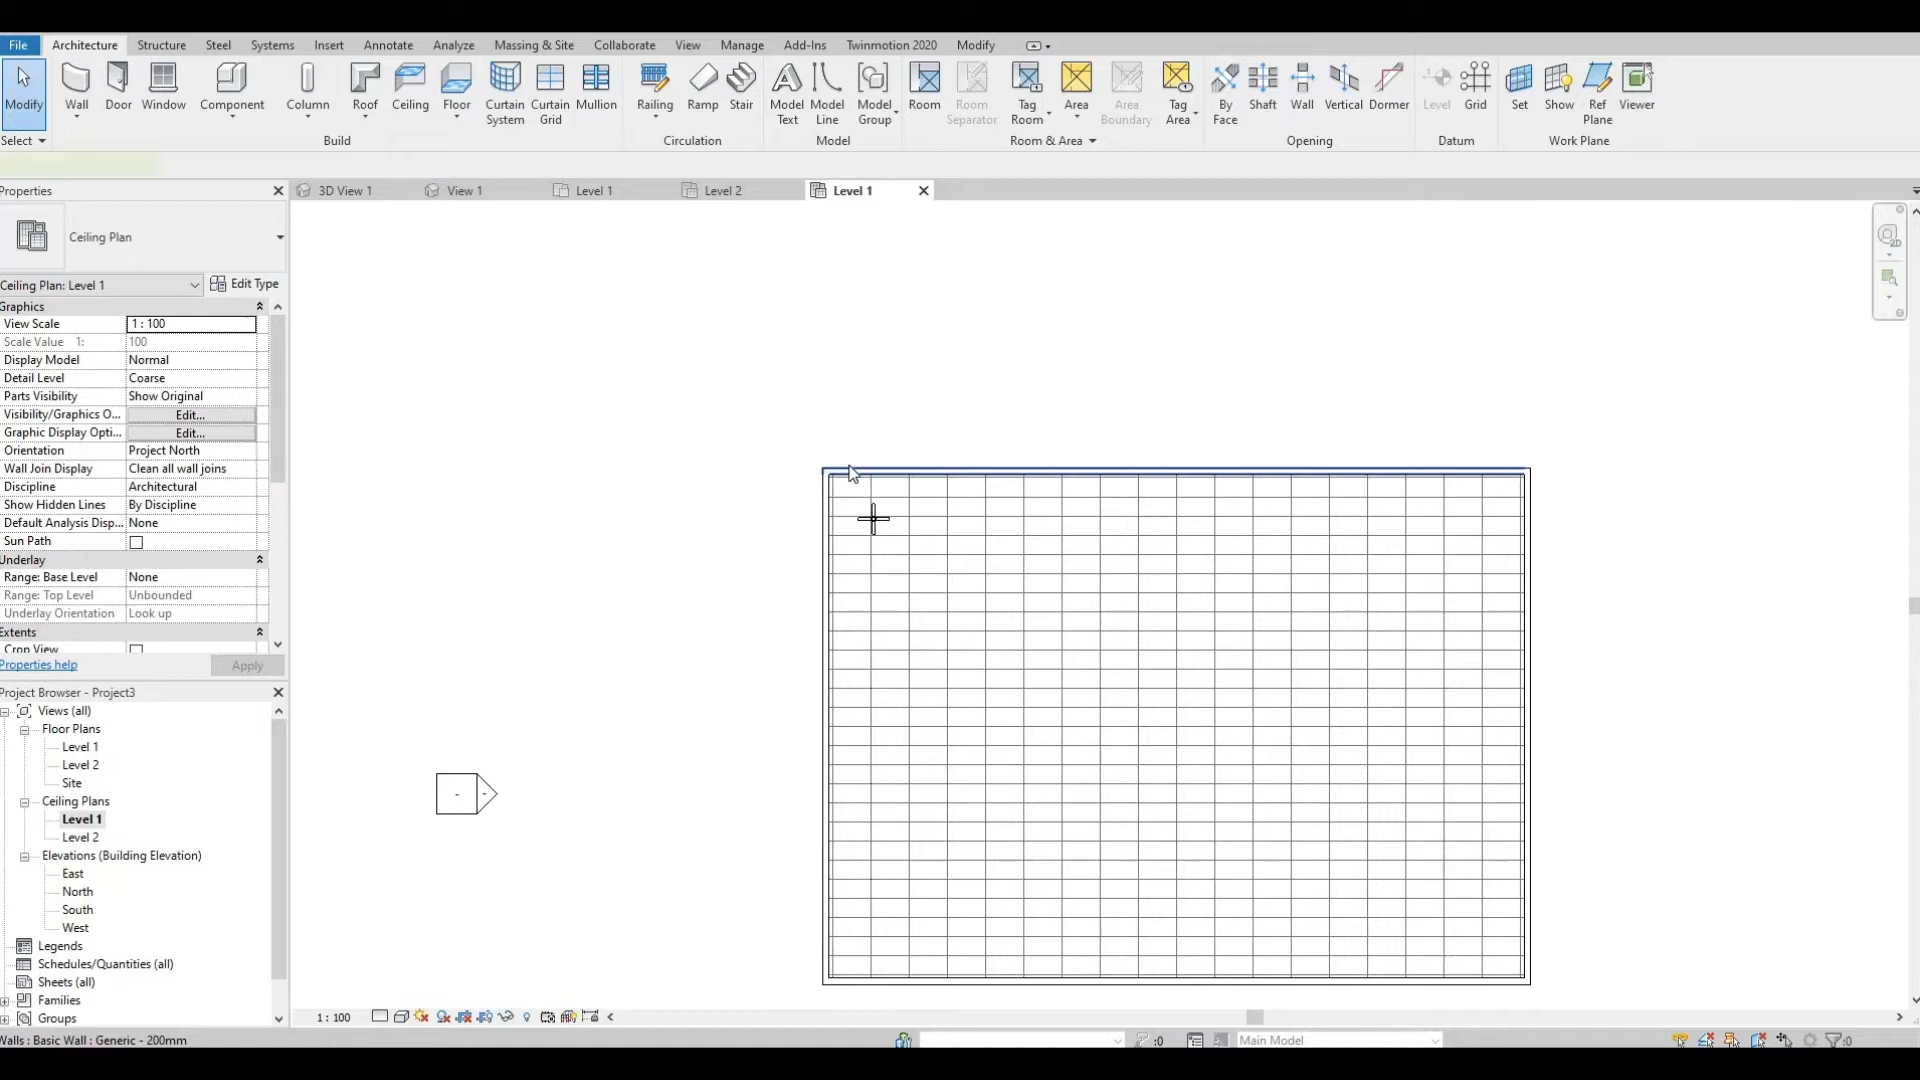 File Architecture Structure Steel Systems Insert Annotate Analyze Massing & Site Collaborate View Manage Add-Ins Twinmotion 2020 Modify
Modify Wall Door Window Component Column Roof Ceiling Floor Curtain System Curtain Grid Mullion Railing Ramp Stair Model Text Model Line Model Group Room Room Separator Tag Room Area Area Boundary Tag Area By Face Shaft Wall Vertical Dormer Level Grid Set Show Ref Plane Viewer
Select Build Circulation Model Room & Area Opening Datum Work Plane
Properties
3D View 1 View 1 Level 1 Level 2 Level 1
2D
Ceiling Plan
Ceiling Plan: Level 1 Edit Type
Graphics
View Scale 1 : 100
Scale Value 1: 100
Display Model Normal
Detail Level Coarse
Parts Visibility Show Original
Visibility/Graphics O... Edit...
Graphic Display Opti... Edit...
Orientation Project North
Wall Join Display Clean all wall joins
Discipline Architectural
Show Hidden Lines By Discipline
Default Analysis Disp... None
Sun Path
Underlay
Range: Base Level None
Range: Top Level Unbounded
Underlay Orientation Look up
Extents
Crop View
Properties help Apply
Project Browser - Project3
Views (all)
Floor Plans
Level 1
Level 2
Site
Ceiling Plans
Level 1
Level 2
Elevations (Building Elevation)
East
North
South
West
Legends
Schedules/Quantities (all)
Sheets (all)
Families
Groups
1 : 100
Walls : Basic Wall : Generic - 200mm
:0 Main Model :0